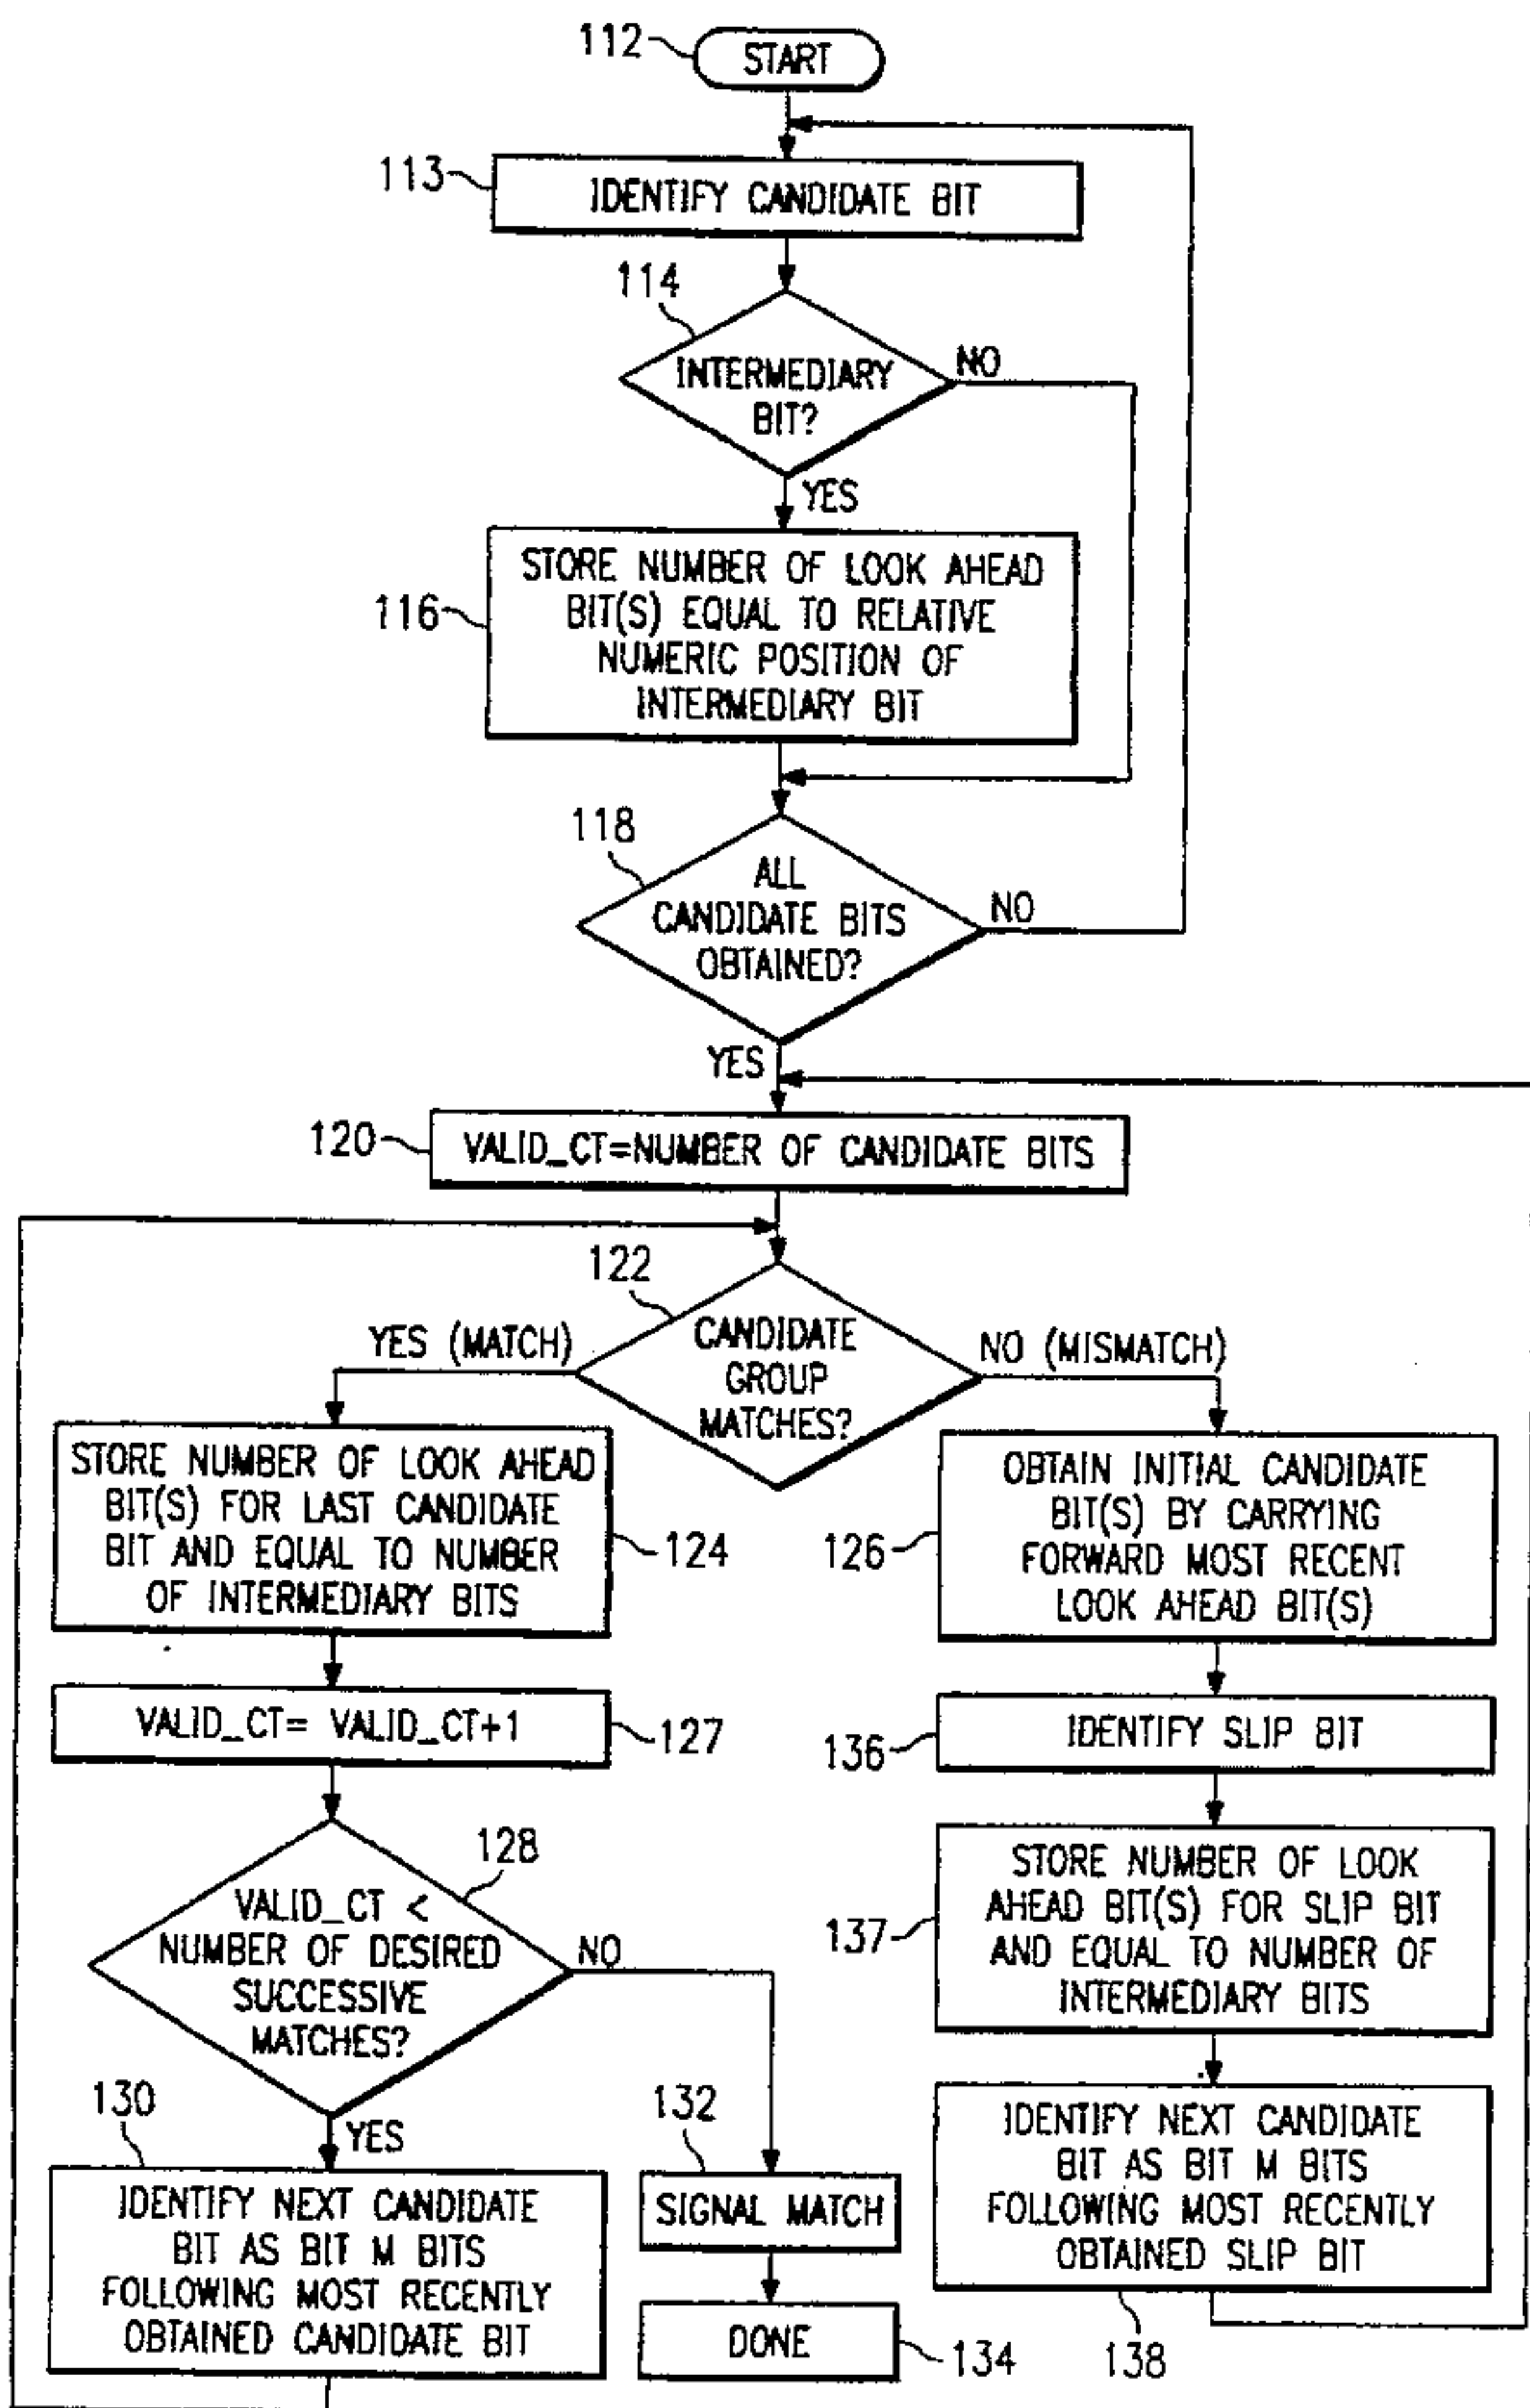 112
START
113
IDENTIFY CANDIDATE BIT
114
INTERMEDIARY
BIT?
NO
YES
116
STORE NUMBER OF LOOK AHEAD
BIT(S) EQUAL TO RELATIVE
NUMERIC POSITION OF
INTERMEDIARY BIT
118
ALL
CANDIDATE BITS
OBTAINED?
NO
YES
120
VALID_CT=NUMBER OF CANDIDATE BITS
122
CANDIDATE
GROUP
MATCHES?
YES (MATCH)
NO (MISMATCH)
STORE NUMBER OF LOOK AHEAD
BIT(S) FOR LAST CANDIDATE
BIT AND EQUAL TO NUMBER
OF INTERMEDIARY BITS
124
126
OBTAIN INITIAL CANDIDATE
BIT(S) BY CARRYING
FORWARD MOST RECENT
LOOK AHEAD BIT(S)
VALID_CT= VALID_CT+1
127
136
IDENTIFY SLIP BIT
128
VALID_CT <
NUMBER OF DESIRED
SUCCESSIVE
MATCHES?
NO
YES
137
STORE NUMBER OF LOOK
AHEAD BIT(S) FOR SLIP BIT
AND EQUAL TO NUMBER OF
INTERMEDIARY BITS
130
IDENTIFY NEXT CANDIDATE
BIT AS BIT M BITS
FOLLOWING MOST RECENTLY
OBTAINED CANDIDATE BIT
132
SIGNAL MATCH
DONE
134
IDENTIFY NEXT CANDIDATE
BIT AS BIT M BITS
FOLLOWING MOST RECENTLY
OBTAINED SLIP BIT
138